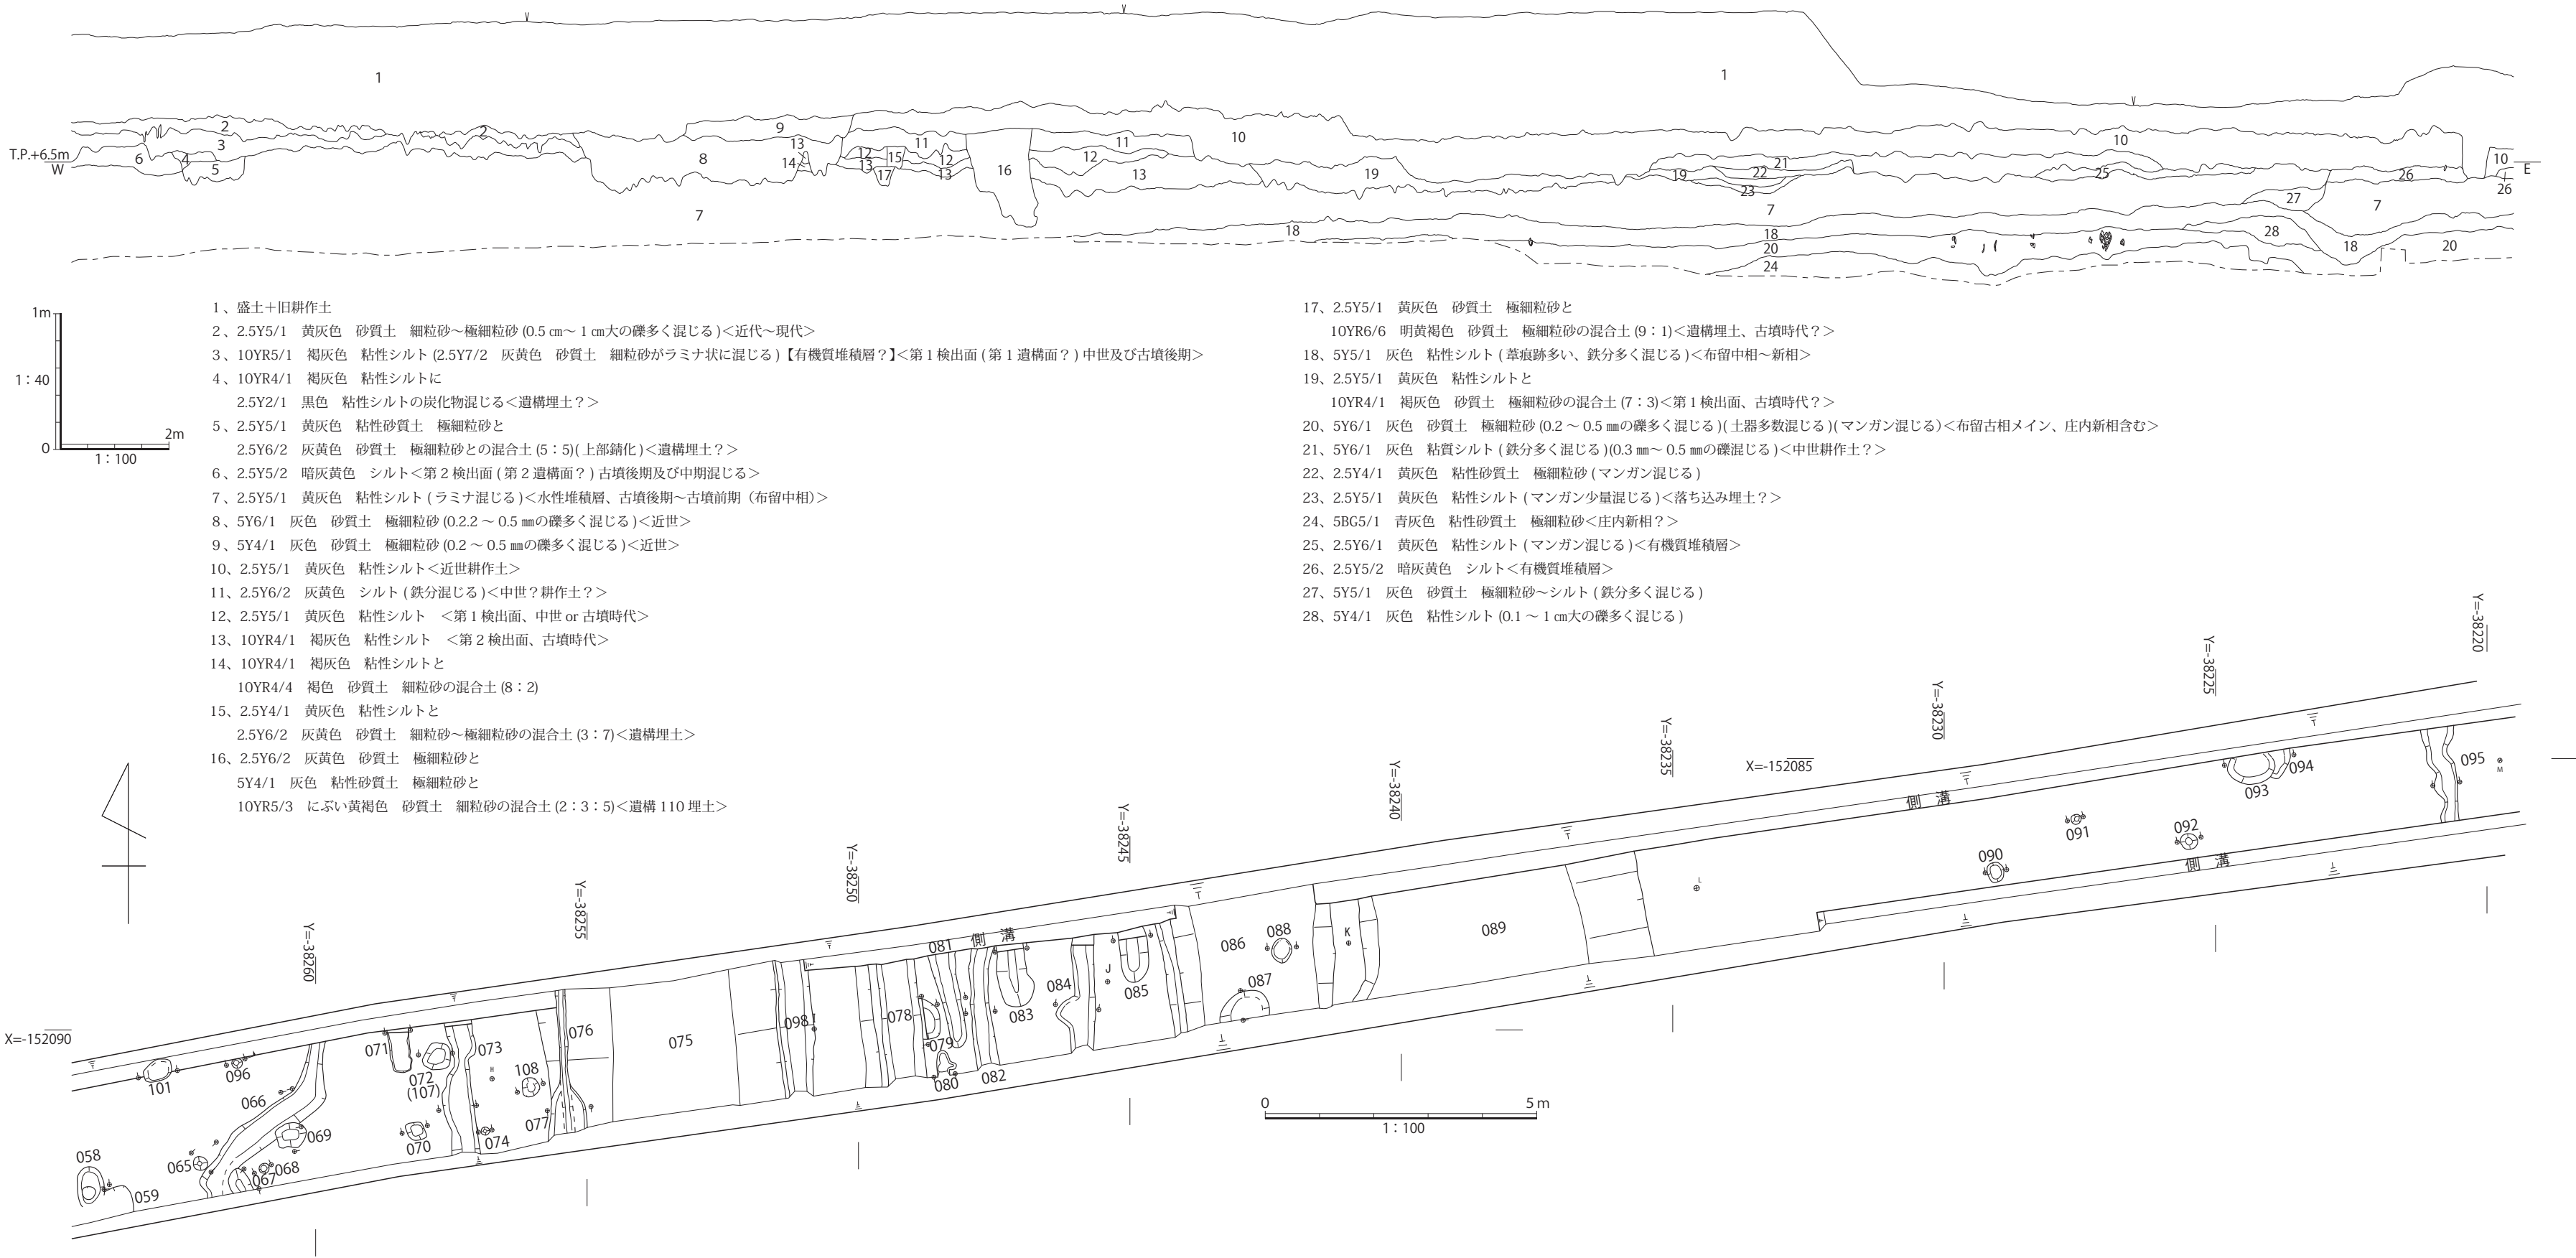 1
1
2
2
3
4
5
6
7
8
9
13
14
12
13
15
17
11
12
13
16
11
12
13
10
19
18
19
21
22
23
7
18
20
24
10
25
26
27
7
28
18
20
10
26
T.P.+6.5m
W
E
1m
1：40
0
2m
1：100
1、盛土＋旧耕作土
2、2.5Y5/1　黄灰色　砂質土　細粒砂～極細粒砂 (0.5 ㎝～ 1 ㎝大の礫多く混じる )＜近代～現代＞
3、10YR5/1　褐灰色　粘性シルト (2.5Y7/2　灰黄色　砂質土　細粒砂がラミナ状に混じる )【有機質堆積層？】＜第 1 検出面 ( 第 1 遺構面？) 中世及び古墳後期＞
4、10YR4/1　褐灰色　粘性シルトに
2.5Y2/1　黒色　粘性シルトの炭化物混じる＜遺構埋土？＞
5、2.5Y5/1　黄灰色　粘性砂質土　極細粒砂と
2.5Y6/2　灰黄色　砂質土　極細粒砂との混合土 (5：5)( 上部錆化 )＜遺構埋土？＞
6、2.5Y5/2　暗灰黄色　シルト＜第 2 検出面 ( 第 2 遺構面？) 古墳後期及び中期混じる＞
7、2.5Y5/1　黄灰色　粘性シルト ( ラミナ混じる )＜水性堆積層、古墳後期～古墳前期（布留中相)＞
8、5Y6/1　灰色　砂質土　極細粒砂 (0.2.2 ～ 0.5 ㎜の礫多く混じる )＜近世＞
9、5Y4/1　灰色　砂質土　極細粒砂 (0.2 ～ 0.5 ㎜の礫多く混じる )＜近世＞
10、2.5Y5/1　黄灰色　粘性シルト＜近世耕作土＞
11、2.5Y6/2　灰黄色　シルト ( 鉄分混じる )＜中世？耕作土？＞
12、2.5Y5/1　黄灰色　粘性シルト　＜第 1 検出面、中世 or 古墳時代＞
13、10YR4/1　褐灰色　粘性シルト　＜第 2 検出面、古墳時代＞
14、10YR4/1　褐灰色　粘性シルトと
10YR4/4　褐色　砂質土　細粒砂の混合土 (8：2)
15、2.5Y4/1　黄灰色　粘性シルトと
2.5Y6/2　灰黄色　砂質土　細粒砂～極細粒砂の混合土 (3：7)＜遺構埋土＞
16、2.5Y6/2　灰黄色　砂質土　極細粒砂と
5Y4/1　灰色　粘性砂質土　極細粒砂と
10YR5/3　にぶい黄褐色　砂質土　細粒砂の混合土 (2：3：5)＜遺構 110 埋土＞
17、2.5Y5/1　黄灰色　砂質土　極細粒砂と
10YR6/6　明黄褐色　砂質土　極細粒砂の混合土 (9：1)＜遺構埋土、古墳時代？＞
18、5Y5/1　灰色　粘性シルト ( 葦痕跡多い、鉄分多く混じる )＜布留中相～新相＞
19、2.5Y5/1　黄灰色　粘性シルトと
10YR4/1　褐灰色　砂質土　極細粒砂の混合土 (7：3)＜第 1 検出面、古墳時代？＞
20、5Y6/1　灰色　砂質土　極細粒砂 (0.2 ～ 0.5 ㎜の礫多く混じる )( 土器多数混じる )( マンガン混じる)＜布留古相メイン、庄内新相含む＞
21、5Y6/1　灰色　粘質シルト ( 鉄分多く混じる )(0.3 ㎜～ 0.5 ㎜の礫混じる )＜中世耕作土？＞
22、2.5Y4/1　黄灰色　粘性砂質土　極細粒砂 ( マンガン混じる )
23、2.5Y5/1　黄灰色　粘性シルト ( マンガン少量混じる )＜落ち込み埋土？＞
24、5BG5/1　青灰色　粘性砂質土　極細粒砂＜庄内新相？＞
25、2.5Y6/1　黄灰色　粘性シルト ( マンガン混じる )＜有機質堆積層＞
26、2.5Y5/2　暗灰黄色　シルト＜有機質堆積層＞
27、5Y5/1　灰色　砂質土　極細粒砂～シルト ( 鉄分多く混じる )
28、5Y4/1　灰色　粘性シルト (0.1 ～ 1 ㎝大の礫多く混じる )
Y=-38260
Y=-38255
Y=-38250
Y=-38245
Y=-38240
Y=-38235
Y=-38230
Y=-38225
Y=-38220
X=-152085
X=-152090
058
059
101
096
065
066
067
068
069
071
072
(107)
070
073
H
074
108
077
076
075
098
078
079
080
081
側　溝
082
083
084
J
085
086
087
088
K
089
L
側　溝
090
091
092
側　溝
093
094
095
M
0
5 m
1：100